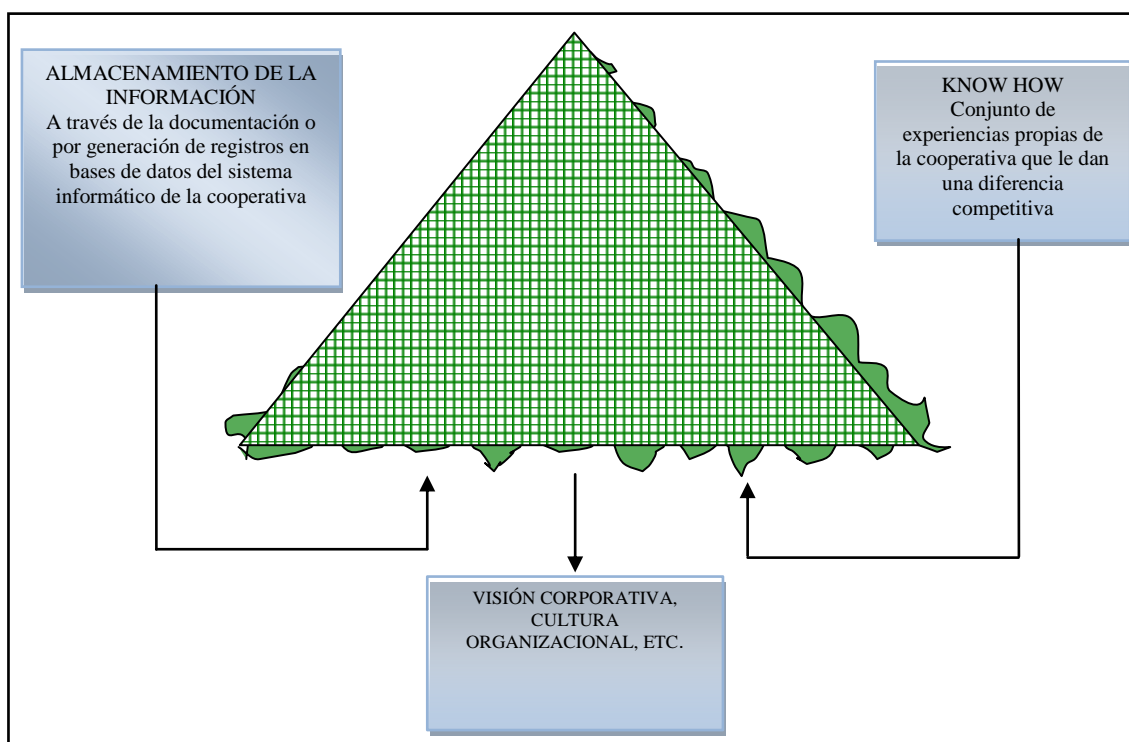 ALMACENAMIENTO DE LA
INFORMACIÓN
A través de la documentación o
por generación de registros en
bases de datos del sistema
informático de la cooperativa
KNOW HOW
Conjunto de
experiencias propias de
la cooperativa que le dan
una diferencia
competitiva
VISIÓN CORPORATIVA,
CULTURA
ORGANIZACIONAL, ETC.